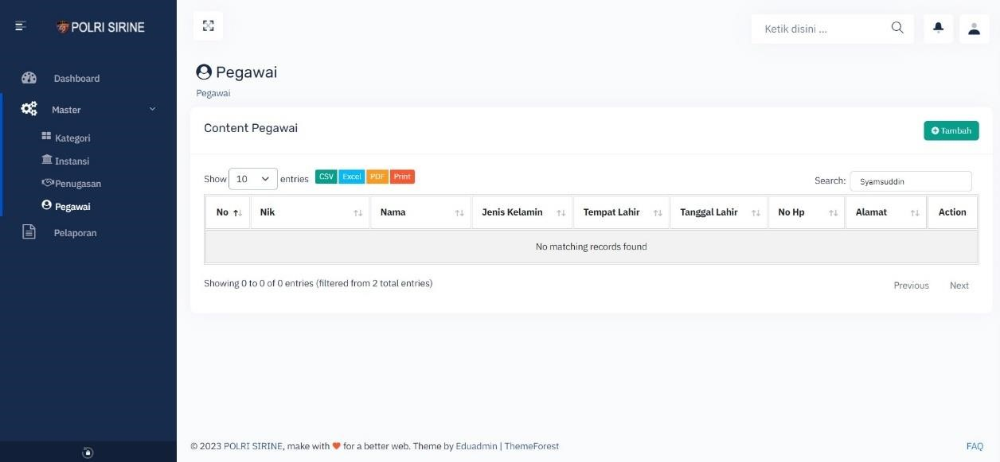 POLRI SIRINE
Dashboard
Master
Kategori
Instansi
Penugasan
Pegawai
Pelaporan
Ketik disini ...
Pegawai
Pegawai
Content Pegawai
Tambah
Show 10 entries CSV Excel PDF Print
Search: Syamsuddin
No Nik Nama Jenis Kelamin Tempat Lahir Tanggal Lahir No Hp Alamat Action
No matching records found
Showing 0 to 0 of 0 entries (filtered from 2 total entries)
Previous Next
© 2023 POLRI SIRINE, make with ❤ for a better web. Theme by Eduadmin | ThemeForest
FAQ